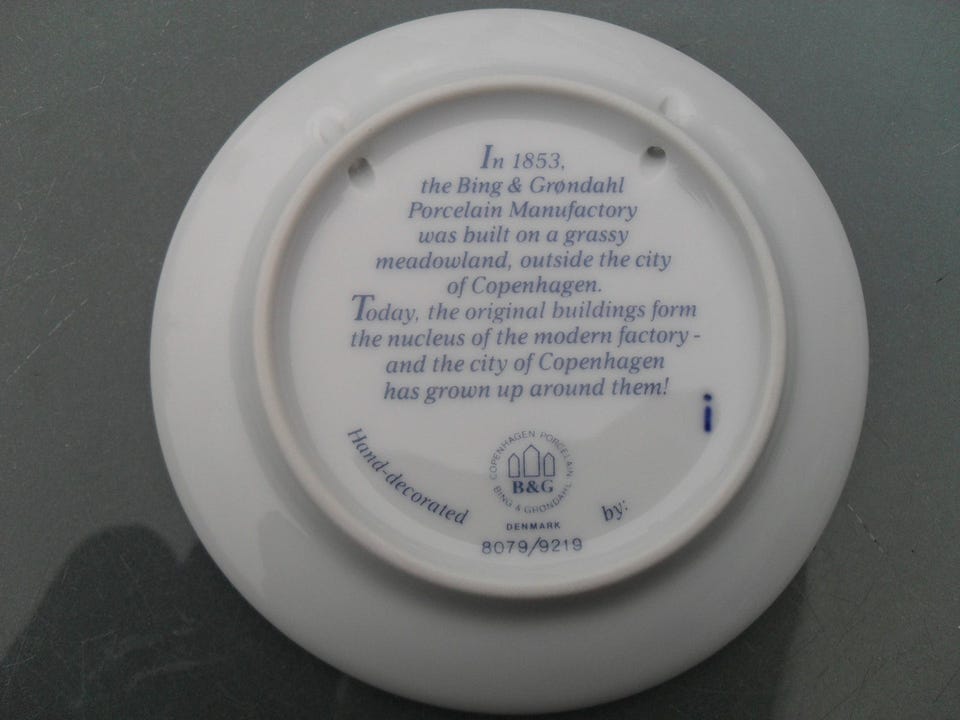 In 1853,
the Bing & Grøndahl
Porcelain Manufactory
was built on a grassy
meadowland, outside the city
of Copenhagen.
Today, the original buildings form
the nucleus of the modern factory -
and the city of Copenhagen
has grown up around them!
i
Hand-decorated by:
COPENHAGEN PORCELAIN
B&G
BING & GRØNDAHL
DENMARK
8079/9219